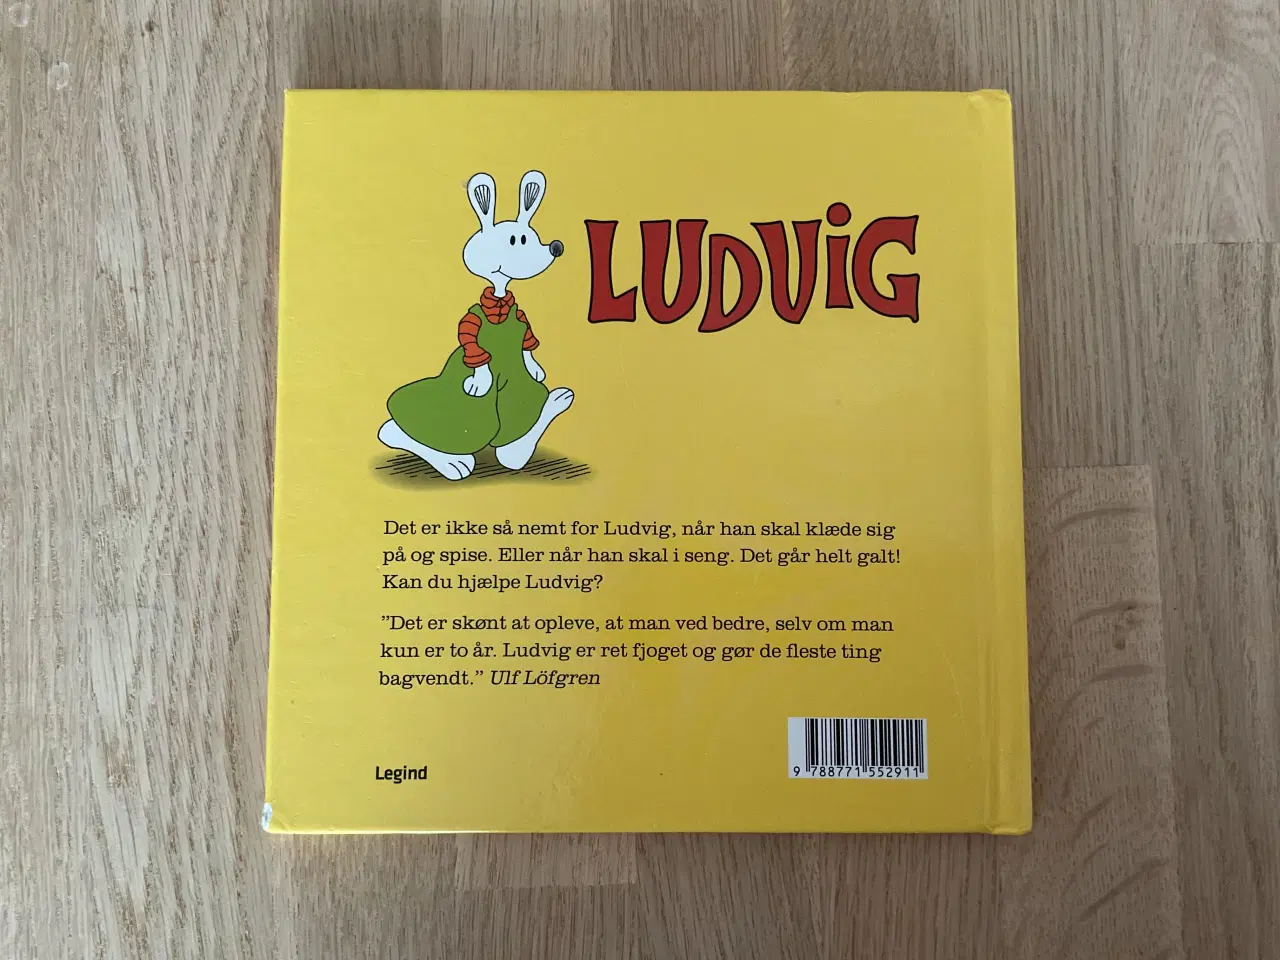 LUDViG
Det er ikke så nemt for Ludvig, når han skal klæde sig
på og spise. Eller når han skal i seng. Det går helt galt!
Kan du hjælpe Ludvig?
”Det er skønt at opleve, at man ved bedre, selv om man
kun er to år. Ludvig er ret fjoget og gør de fleste ting
bagvendt.” Ulf Löfgren
Legind
9 788771 552911